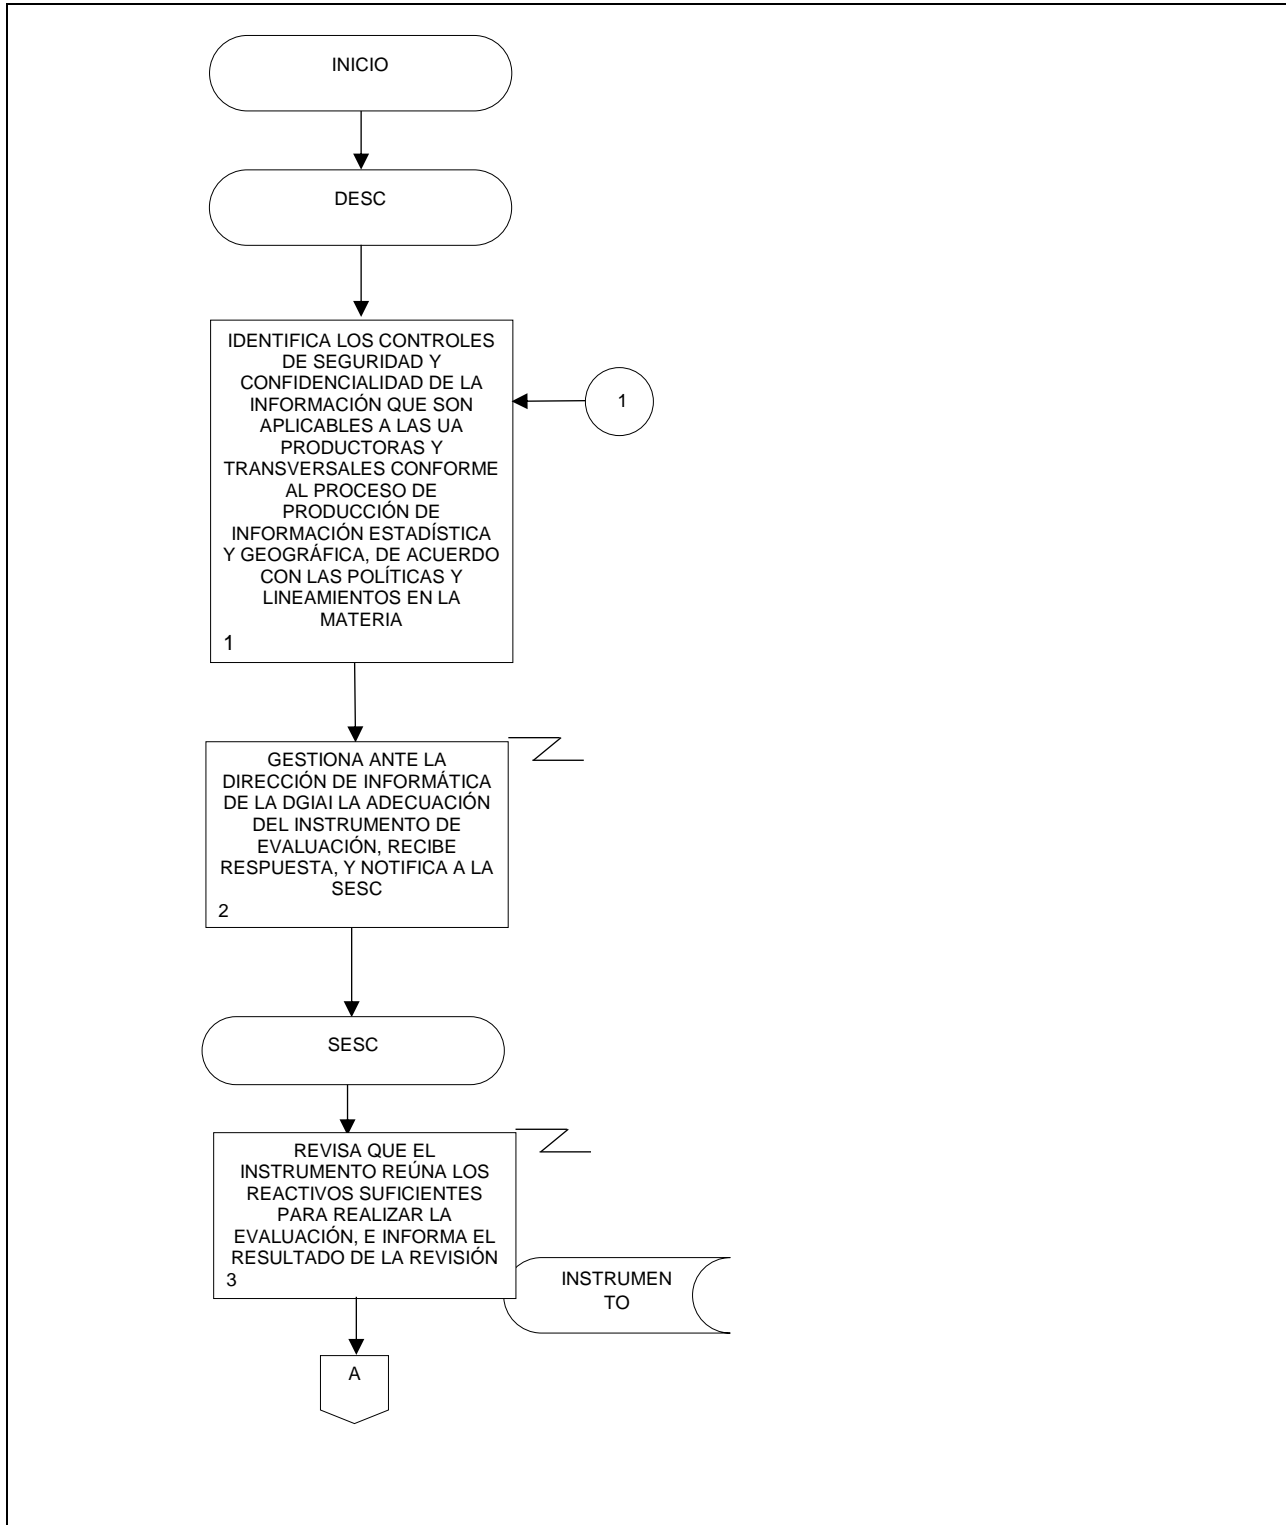 INICIO
DESC
IDENTIFICA LOS CONTROLES
DE SEGURIDAD Y
CONFIDENCIALIDAD DE LA
INFORMACIÓN QUE SON
APLICABLES A LAS UA
PRODUCTORAS Y
TRANSVERSALES CONFORME
AL PROCESO DE
PRODUCCIÓN DE
INFORMACIÓN ESTADÍSTICA
Y GEOGRÁFICA, DE ACUERDO
CON LAS POLÍTICAS Y
LINEAMIENTOS EN LA
MATERIA
1
1
GESTIONA ANTE LA
DIRECCIÓN DE INFORMÁTICA
DE LA DGIAI LA ADECUACIÓN
DEL INSTRUMENTO DE
EVALUACIÓN, RECIBE
RESPUESTA, Y NOTIFICA A LA
SESC
2
SESC
REVISA QUE EL
INSTRUMENTO REÚNA LOS
REACTIVOS SUFICIENTES
PARA REALIZAR LA
EVALUACIÓN, E INFORMA EL
RESULTADO DE LA REVISIÓN
3
INSTRUMEN
TO
A